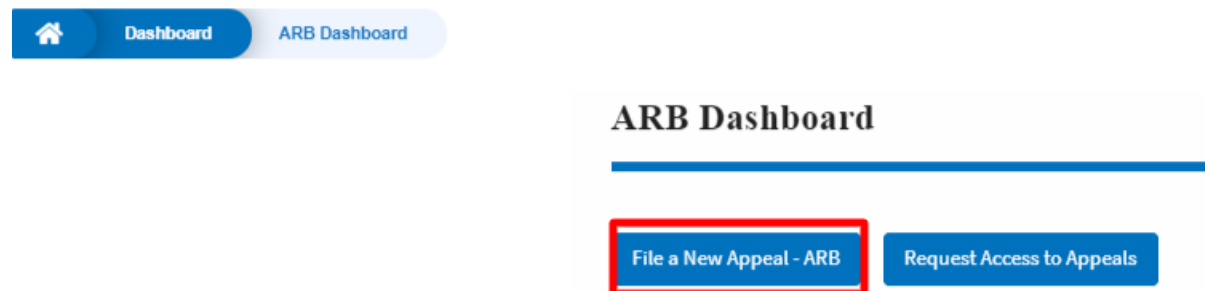 Dashboard ARB Dashboard
ARB Dashboard
File a New Appeal - ARB Request Access to Appeals